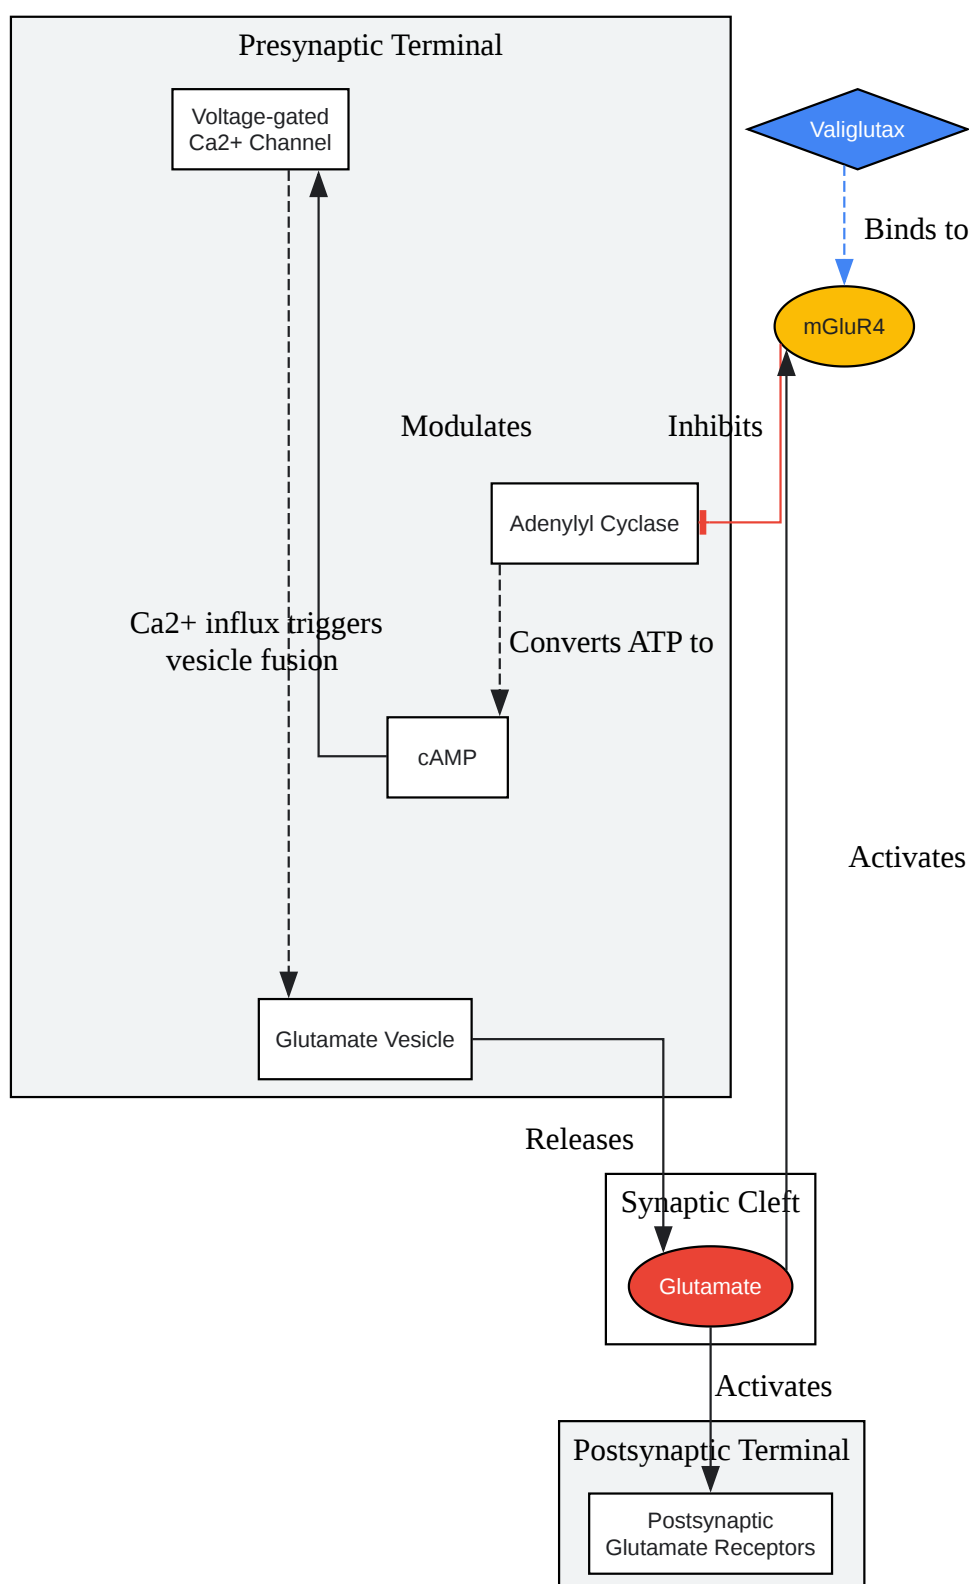 Presynaptic Terminal
Voltage-gated
Ca2+ Channel
Valiglutax
Binds to
mGluR4
Modulates
Inhibits
Adenylyl Cyclase
Ca2+ influx triggers
vesicle fusion
Converts ATP to
cAMP
Activates
Glutamate Vesicle
Releases
Synaptic Cleft
Glutamate
Activates
Postsynaptic Terminal
Postsynaptic
Glutamate Receptors